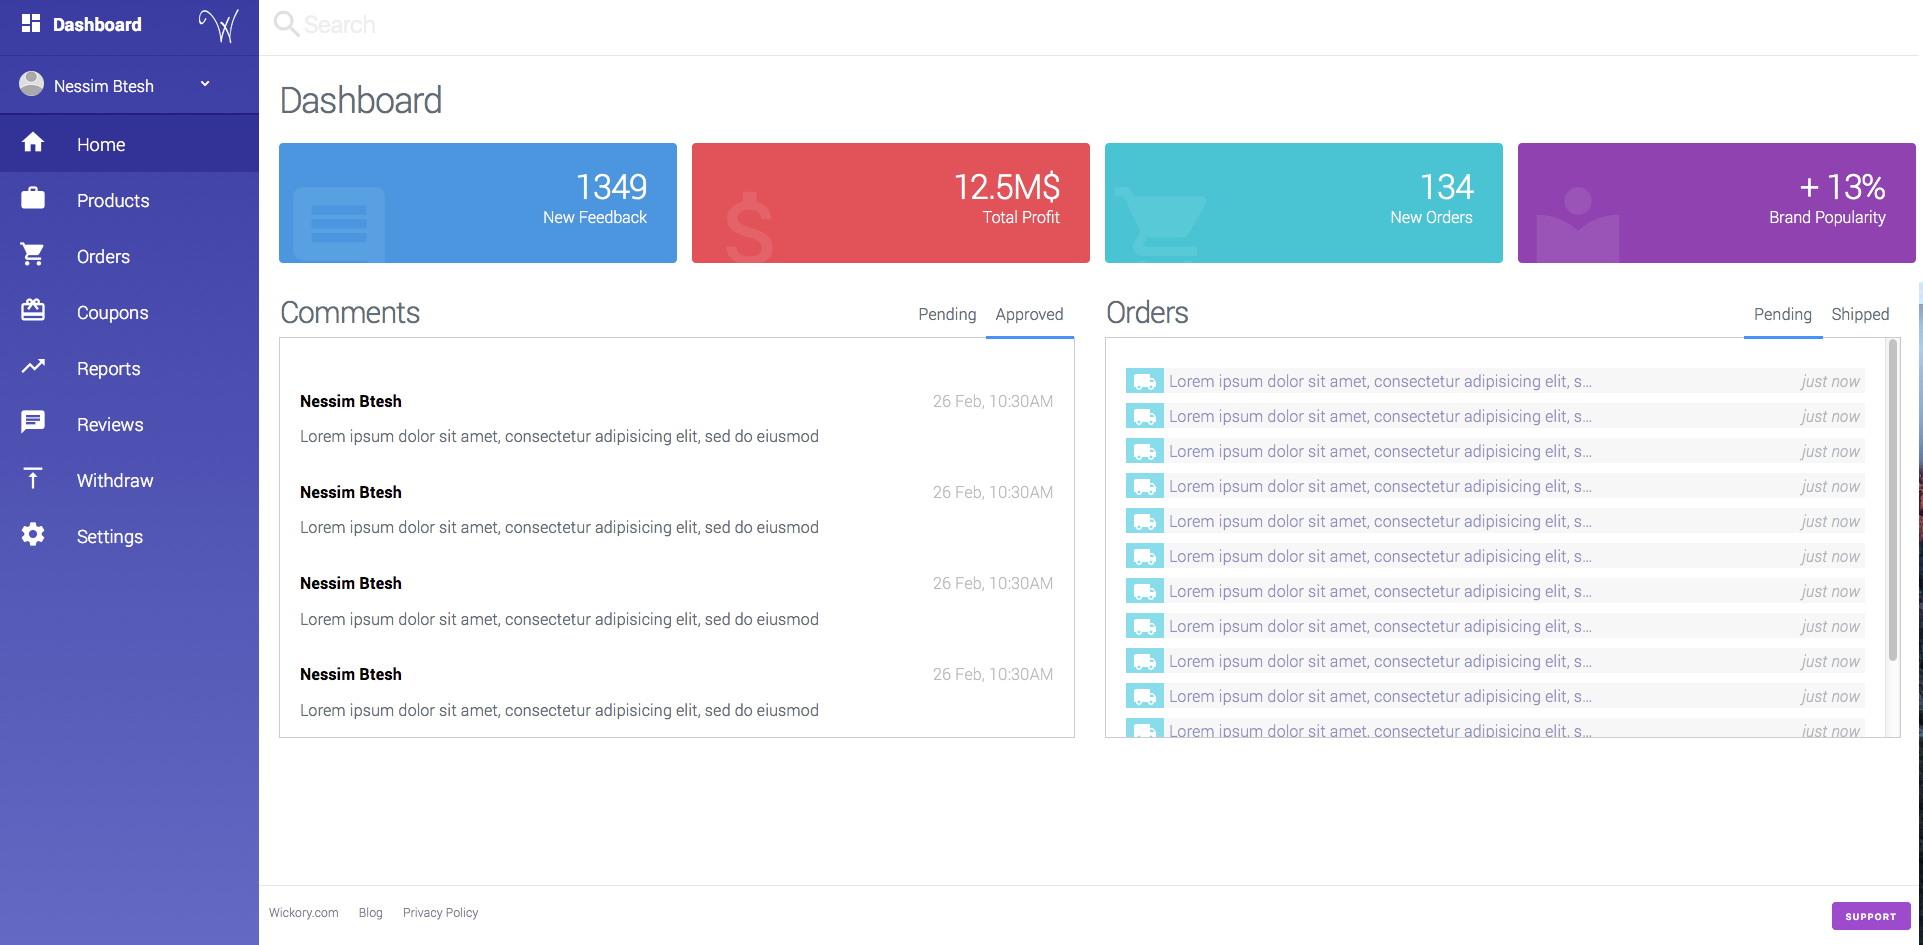 Dashboard
W
Search
Nessim Btesh
Home
Products
Orders
Coupons
Reports
Reviews
Withdraw
Settings
Dashboard
1349
New Feedback
12.5M$
Total Profit
134
New Orders
+ 13%
Brand Popularity
Comments
Pending Approved
Nessim Btesh 26 Feb, 10:30AM
Lorem ipsum dolor sit amet, consectetur adipisicing elit, sed do eiusmod
Nessim Btesh 26 Feb, 10:30AM
Lorem ipsum dolor sit amet, consectetur adipisicing elit, sed do eiusmod
Nessim Btesh 26 Feb, 10:30AM
Lorem ipsum dolor sit amet, consectetur adipisicing elit, sed do eiusmod
Nessim Btesh 26 Feb, 10:30AM
Lorem ipsum dolor sit amet, consectetur adipisicing elit, sed do eiusmod
Orders
Pending Shipped
Lorem ipsum dolor sit amet, consectetur adipisicing elit, s... just now
Lorem ipsum dolor sit amet, consectetur adipisicing elit, s... just now
Lorem ipsum dolor sit amet, consectetur adipisicing elit, s... just now
Lorem ipsum dolor sit amet, consectetur adipisicing elit, s... just now
Lorem ipsum dolor sit amet, consectetur adipisicing elit, s... just now
Lorem ipsum dolor sit amet, consectetur adipisicing elit, s... just now
Lorem ipsum dolor sit amet, consectetur adipisicing elit, s... just now
Lorem ipsum dolor sit amet, consectetur adipisicing elit, s... just now
Lorem ipsum dolor sit amet, consectetur adipisicing elit, s... just now
Lorem ipsum dolor sit amet, consectetur adipisicing elit, s... just now
Lorem ipsum dolor sit amet, consectetur adipisicing elit, s... just now
Wickory.com Blog Privacy Policy
SUPPORT